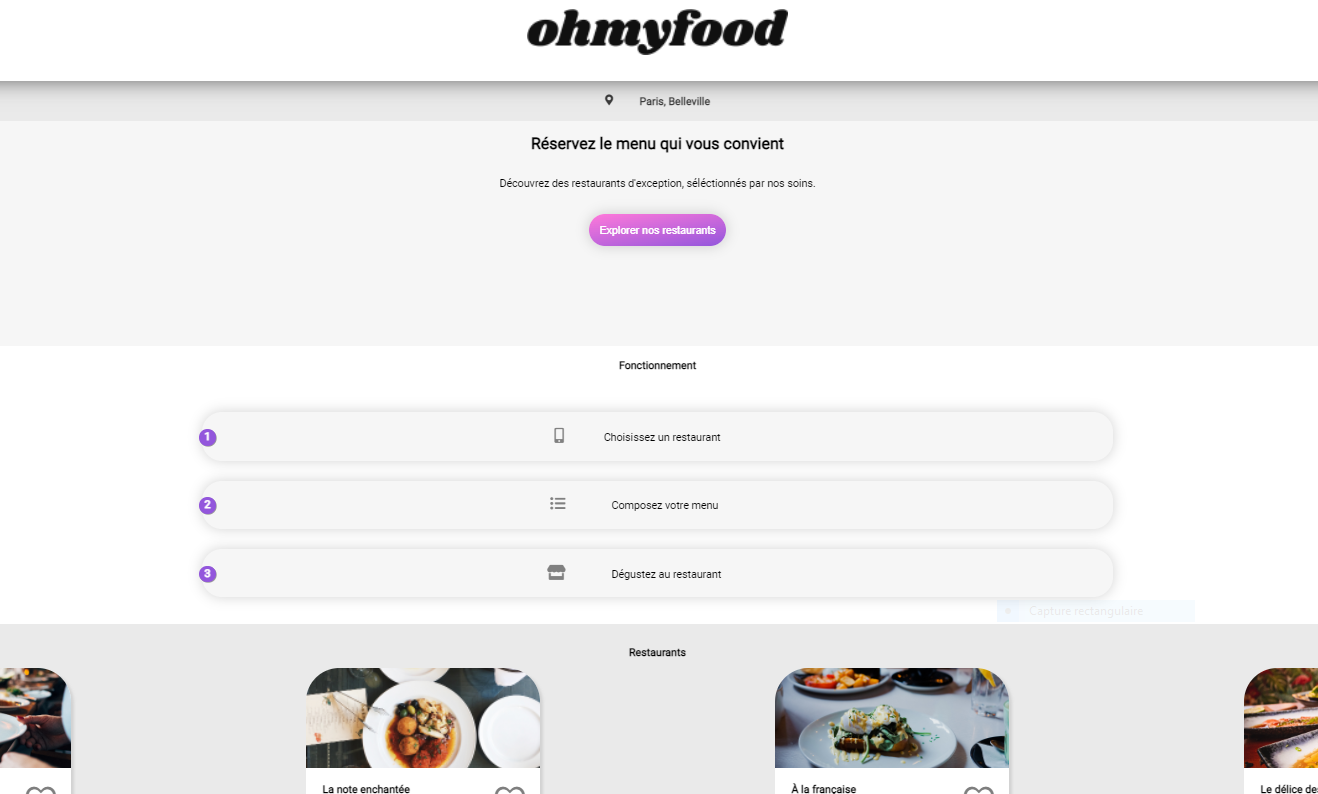 ohmyfood
Paris, Belleville
Réservez le menu qui vous convient
Découvrez des restaurants d'exception, séléctionnés par nos soins.
Explorer nos restaurants
Fonctionnement
1 Choisissez un restaurant
2 Composez votre menu
3 Dégustez au restaurant
Capture rectangulaire
Restaurants
La note enchantée
À la française
Le délice des